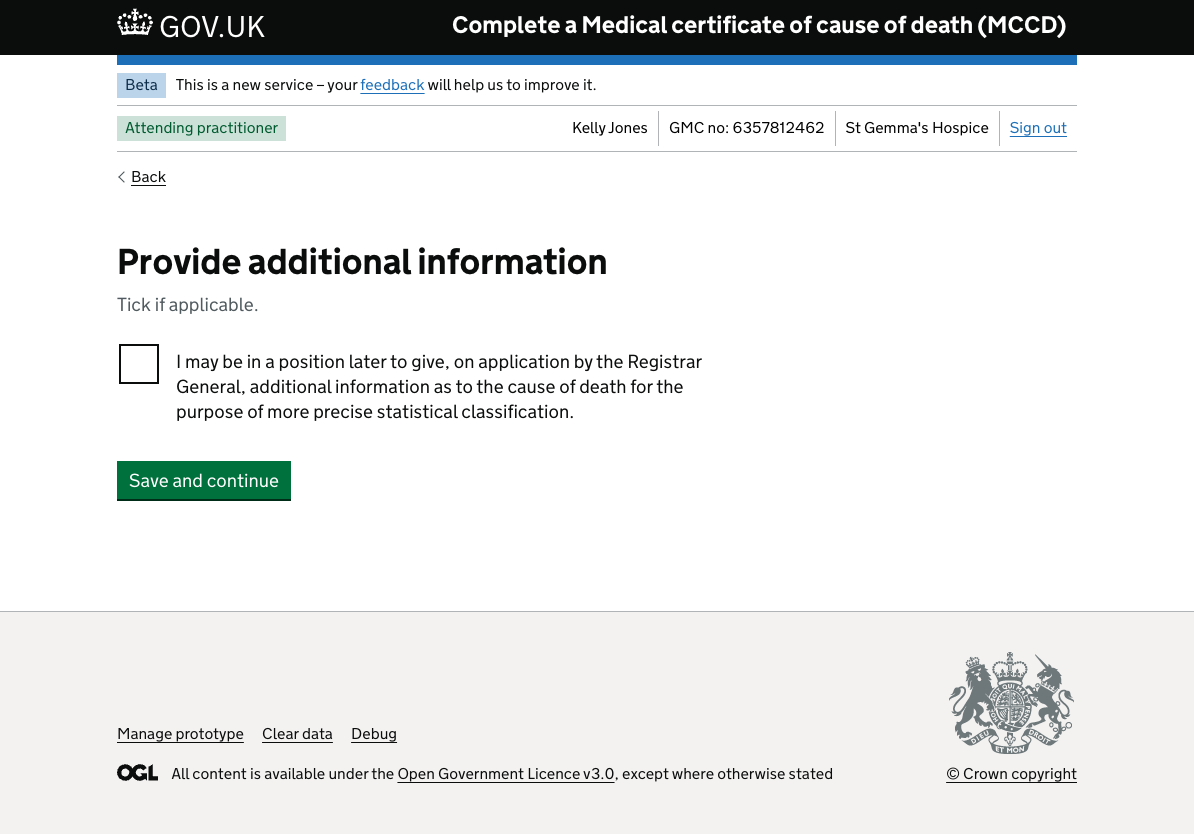 GOV.UK
Complete a Medical certificate of cause of death (MCCD)
Beta This is a new service – your feedback will help us to improve it.
Attending practitioner
Kelly Jones
GMC no: 6357812462
St Gemma's Hospice
Sign out
Back
Provide additional information
Tick if applicable.
I may be in a position later to give, on application by the Registrar
General, additional information as to the cause of death for the
purpose of more precise statistical classification.
Save and continue
Manage prototype
Clear data
Debug
OGL All content is available under the Open Government Licence v3.0, except where otherwise stated
DIEU ET MON DROIT
© Crown copyright